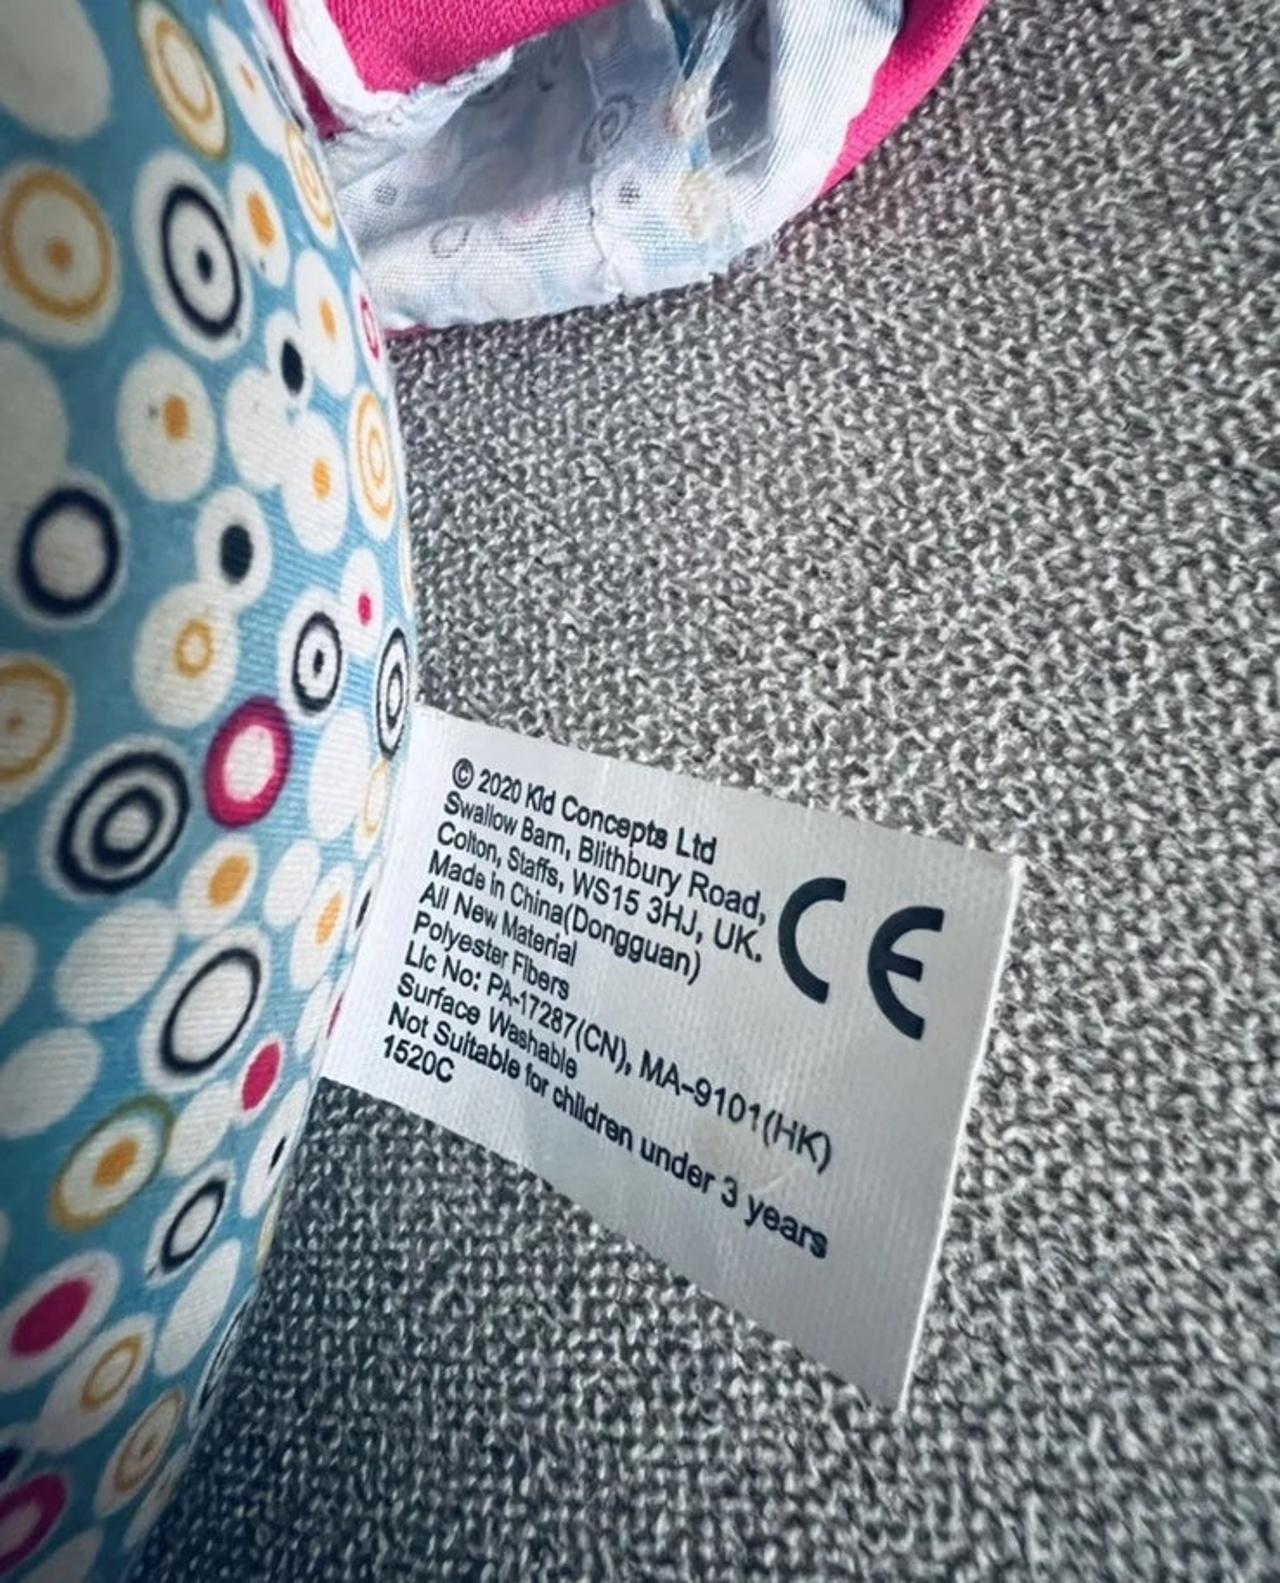 © 2020 Kid Concepts Ltd
Swallow Barn, Blithbury Road,
Colton, Staffs, WS15 3HJ, UK.
Made in China(Dongguan)
All New Material
Polyester Fibers
Lic No: PA-17287(CN), MA-9101(HK)
Surface Washable
Not Suitable for children under 3 years
1520C
CE